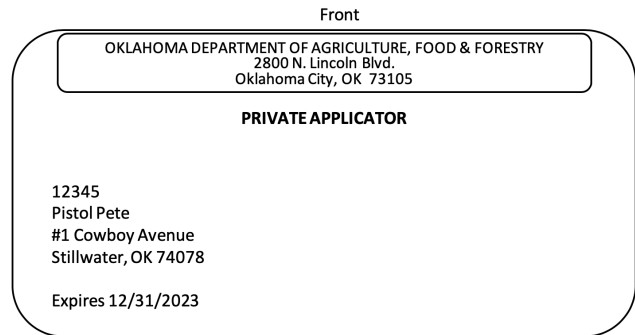 Front
OKLAHOMA DEPARTMENT OF AGRICULTURE, FOOD & FORESTRY
2800 N. Lincoln Blvd.
Oklahoma City, OK 73105
PRIVATE APPLICATOR
12345
Pistol Pete
#1 Cowboy Avenue
Stillwater, OK 74078
Expires 12/31/2023